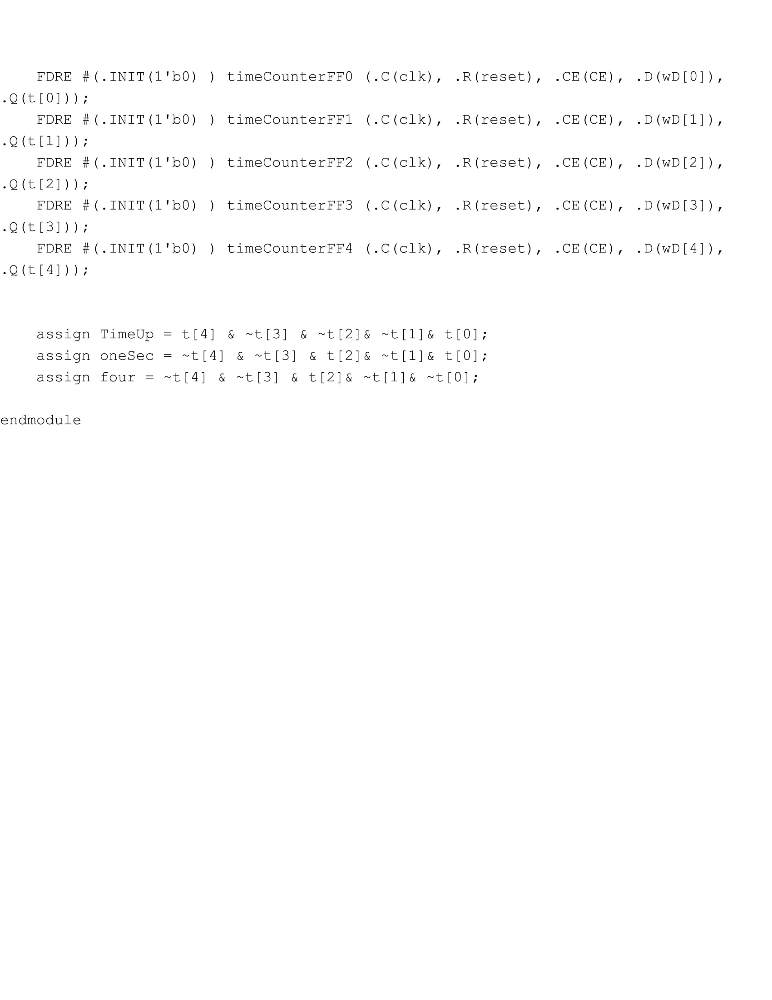 FDRE #(.INIT(1'b0) ) timeCounterFF0 (.C(clk), .R(reset), .CE(CE), .D(wD[0]),
.Q(t[0]));
    FDRE #(.INIT(1'b0) ) timeCounterFF1 (.C(clk), .R(reset), .CE(CE), .D(wD[1]),
.Q(t[1]));
    FDRE #(.INIT(1'b0) ) timeCounterFF2 (.C(clk), .R(reset), .CE(CE), .D(wD[2]),
.Q(t[2]));
    FDRE #(.INIT(1'b0) ) timeCounterFF3 (.C(clk), .R(reset), .CE(CE), .D(wD[3]),
.Q(t[3]));
    FDRE #(.INIT(1'b0) ) timeCounterFF4 (.C(clk), .R(reset), .CE(CE), .D(wD[4]),
.Q(t[4]));
    assign TimeUp = t[4] & ~t[3] & ~t[2]& ~t[1]& t[0];
    assign oneSec = ~t[4] & ~t[3] & t[2]& ~t[1]& t[0];
    assign four = ~t[4] & ~t[3] & t[2]& ~t[1]& ~t[0];
endmodule